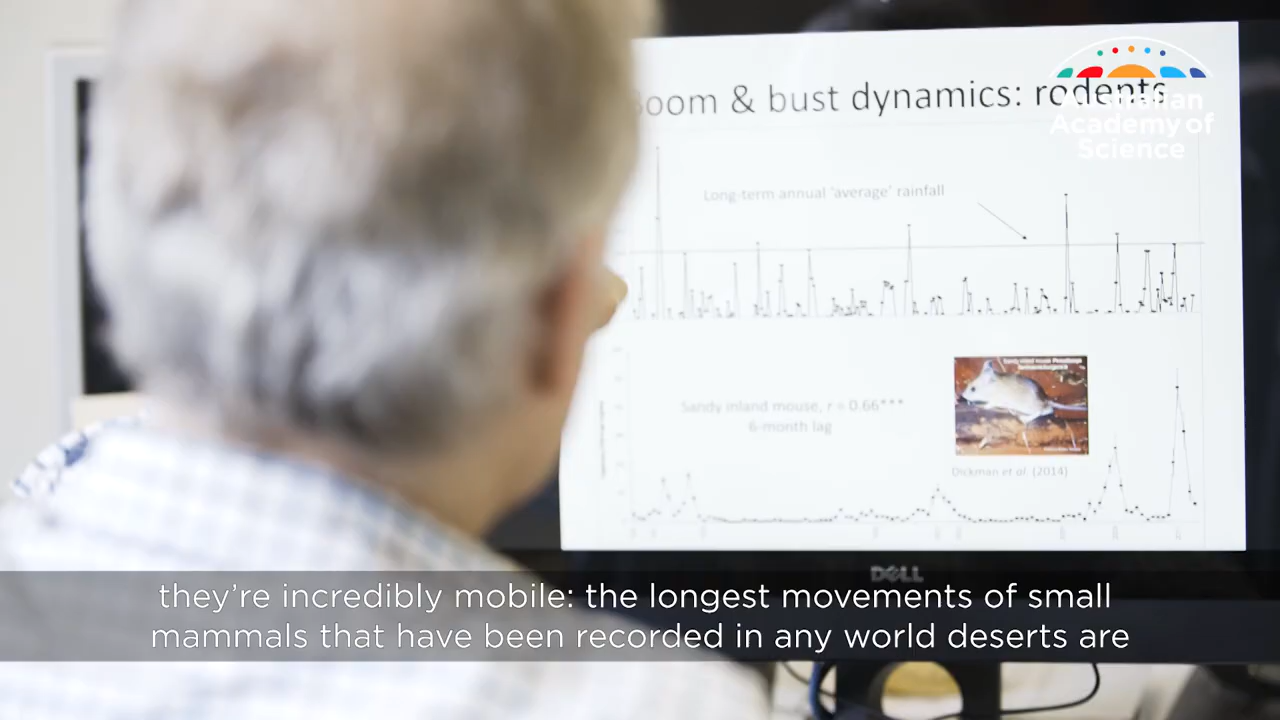 Boom & bust dynamics: rodents
Australian
Academy of
Science
Long-term annual 'average' rainfall
Sandy inland mouse, r = 0.66***
6-month lag
Dickman et al. (2014)
DELL
they're incredibly mobile: the longest movements of small
mammals that have been recorded in any world deserts are